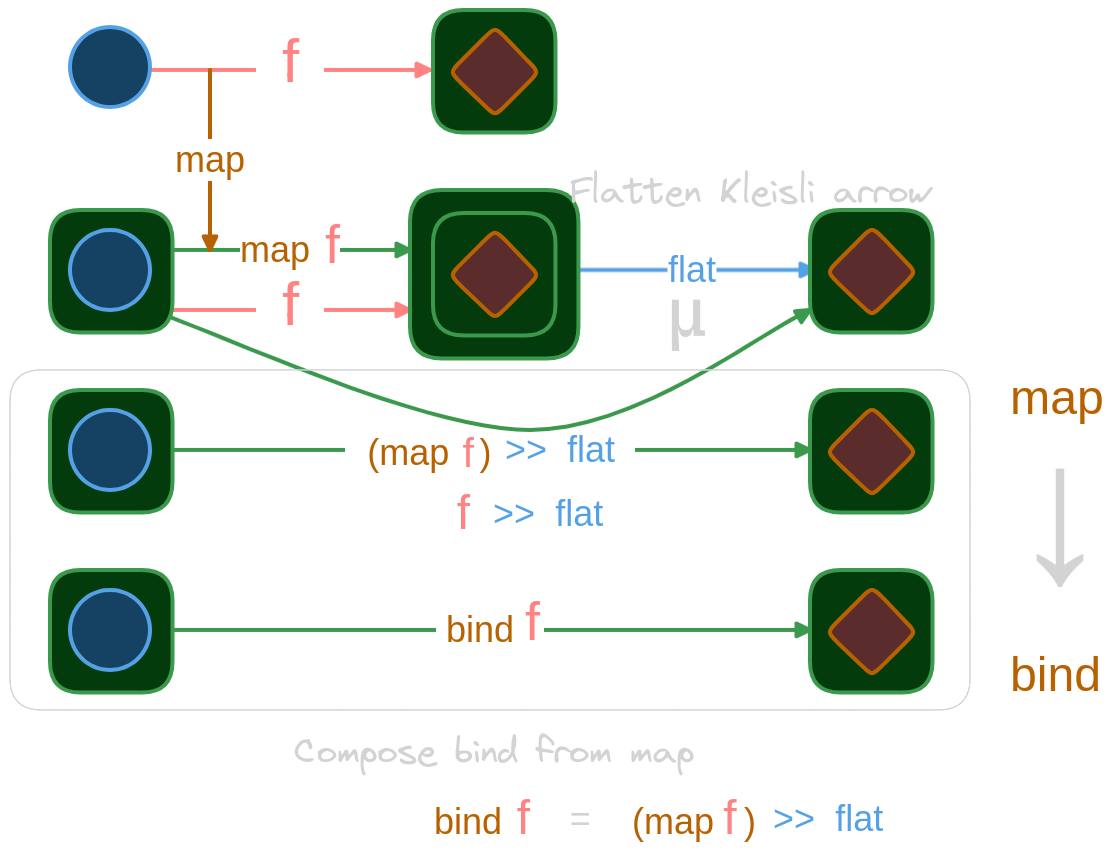 f
map
Flatten Kleisli arrow
map f
flat
f
μ
(map f) >> flat
map
f >> flat
bind f
bind
Compose bind from map
bind f = (map f) >> flat